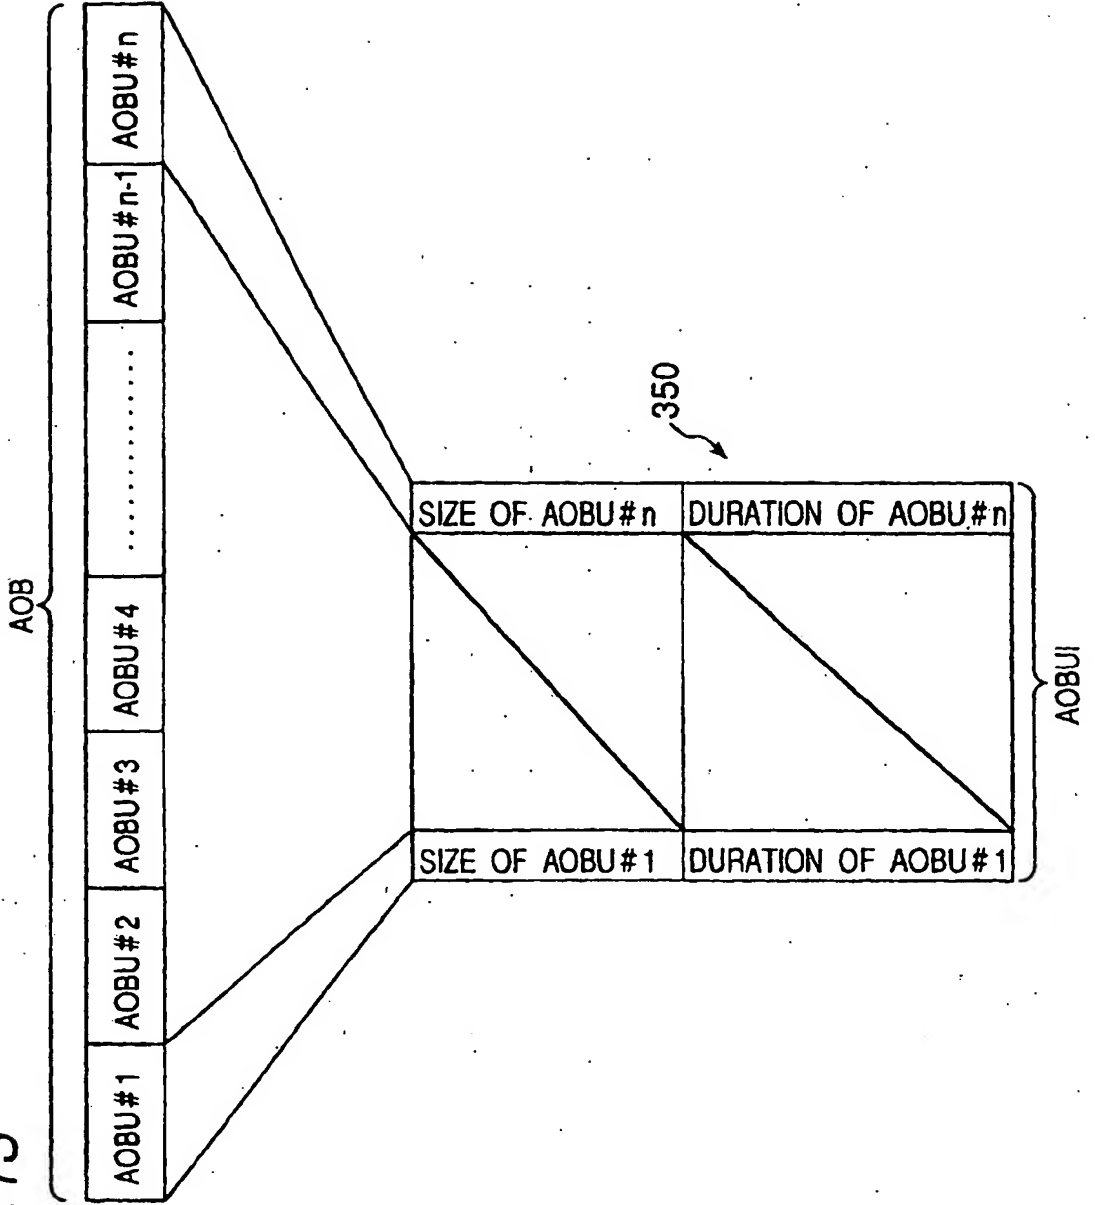 AOB
AOBU#1 AOBU#2 AOBU#3 AOBU#4 ............ AOBU#n-1 AOBU#n
350
SIZE OF AOBU#1
DURATION OF AOBU#1
SIZE OF AOBU#n
DURATION OF AOBU#n
AOBUI